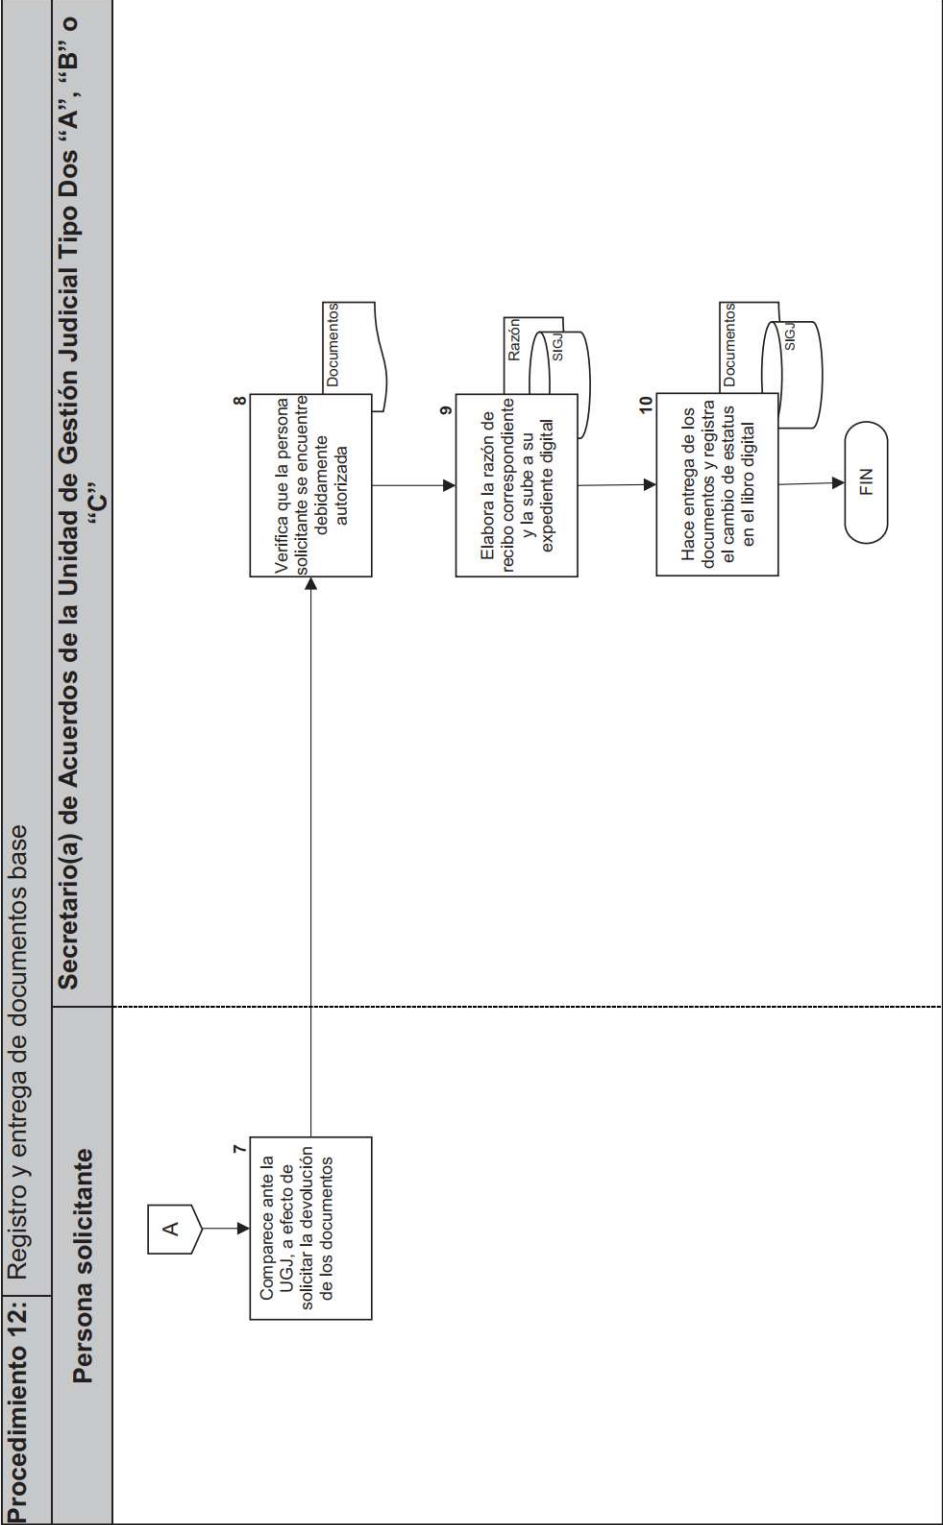 Procedimiento 12: Registro y entrega de documentos base
Persona solicitante
Secretario(a) de Acuerdos de la Unidad de Gestión Judicial Tipo Dos “A”, “B” o
“C”
A
7
Comparece ante la
UGJ, a efecto de
solicitar la devolución
de los documentos
8
Verifica que la persona
solicitante se encuentre
debidamente
autorizada
Documentos
9
Elabora la razón de
recibo correspondiente
y la sube a su
expediente digital
Razón
SIGJ
10
Hace entrega de los
documentos y registra
el cambio de estatus
en el libro digital
Documentos
SIGJ
FIN